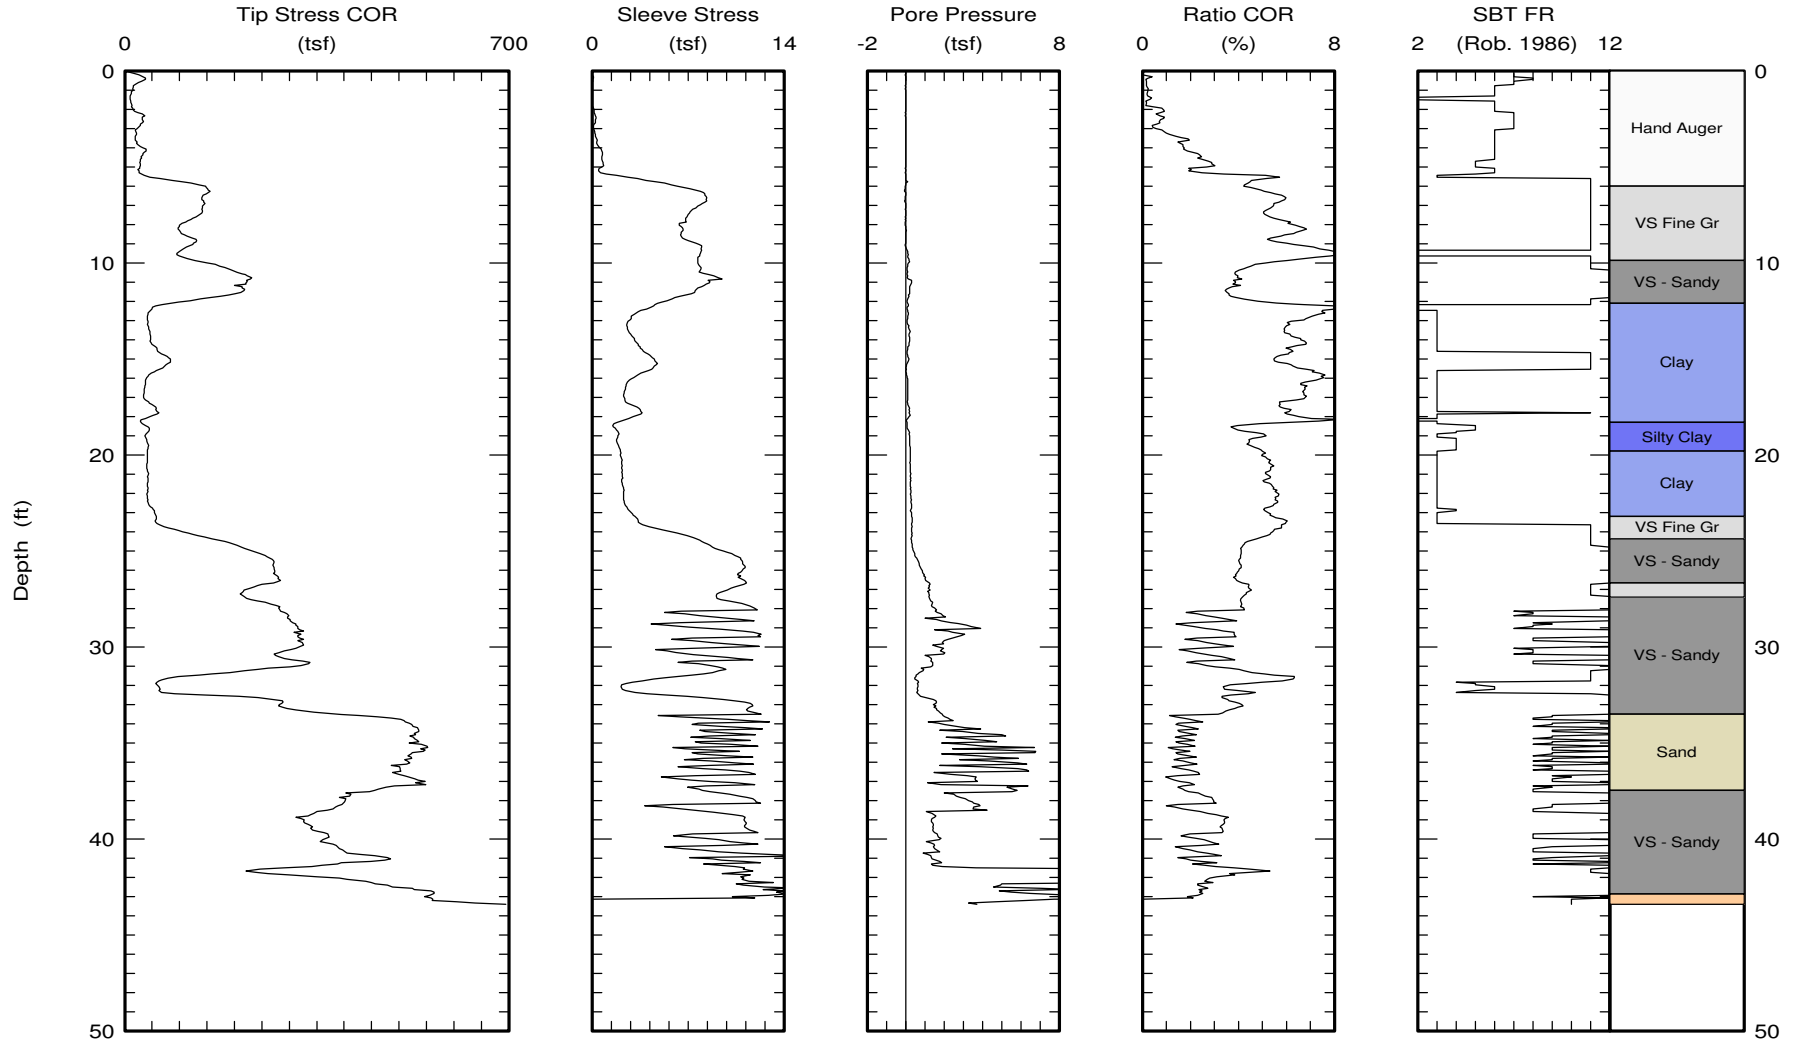 Tip Stress COR
Sleeve Stress
Pore Pressure
Ratio COR
SBT FR
0 (tsf) 700
0 (tsf) 14
-2 (tsf) 8
0 (%) 8
2 (Rob. 1986) 12
0 0
Hand Auger
VS Fine Gr
10 10
VS - Sandy
Clay
Silty Clay
20 20
Clay
VS Fine Gr
VS - Sandy
Depth (ft)
30 30
VS - Sandy
Sand
40 40
VS - Sandy
50 50